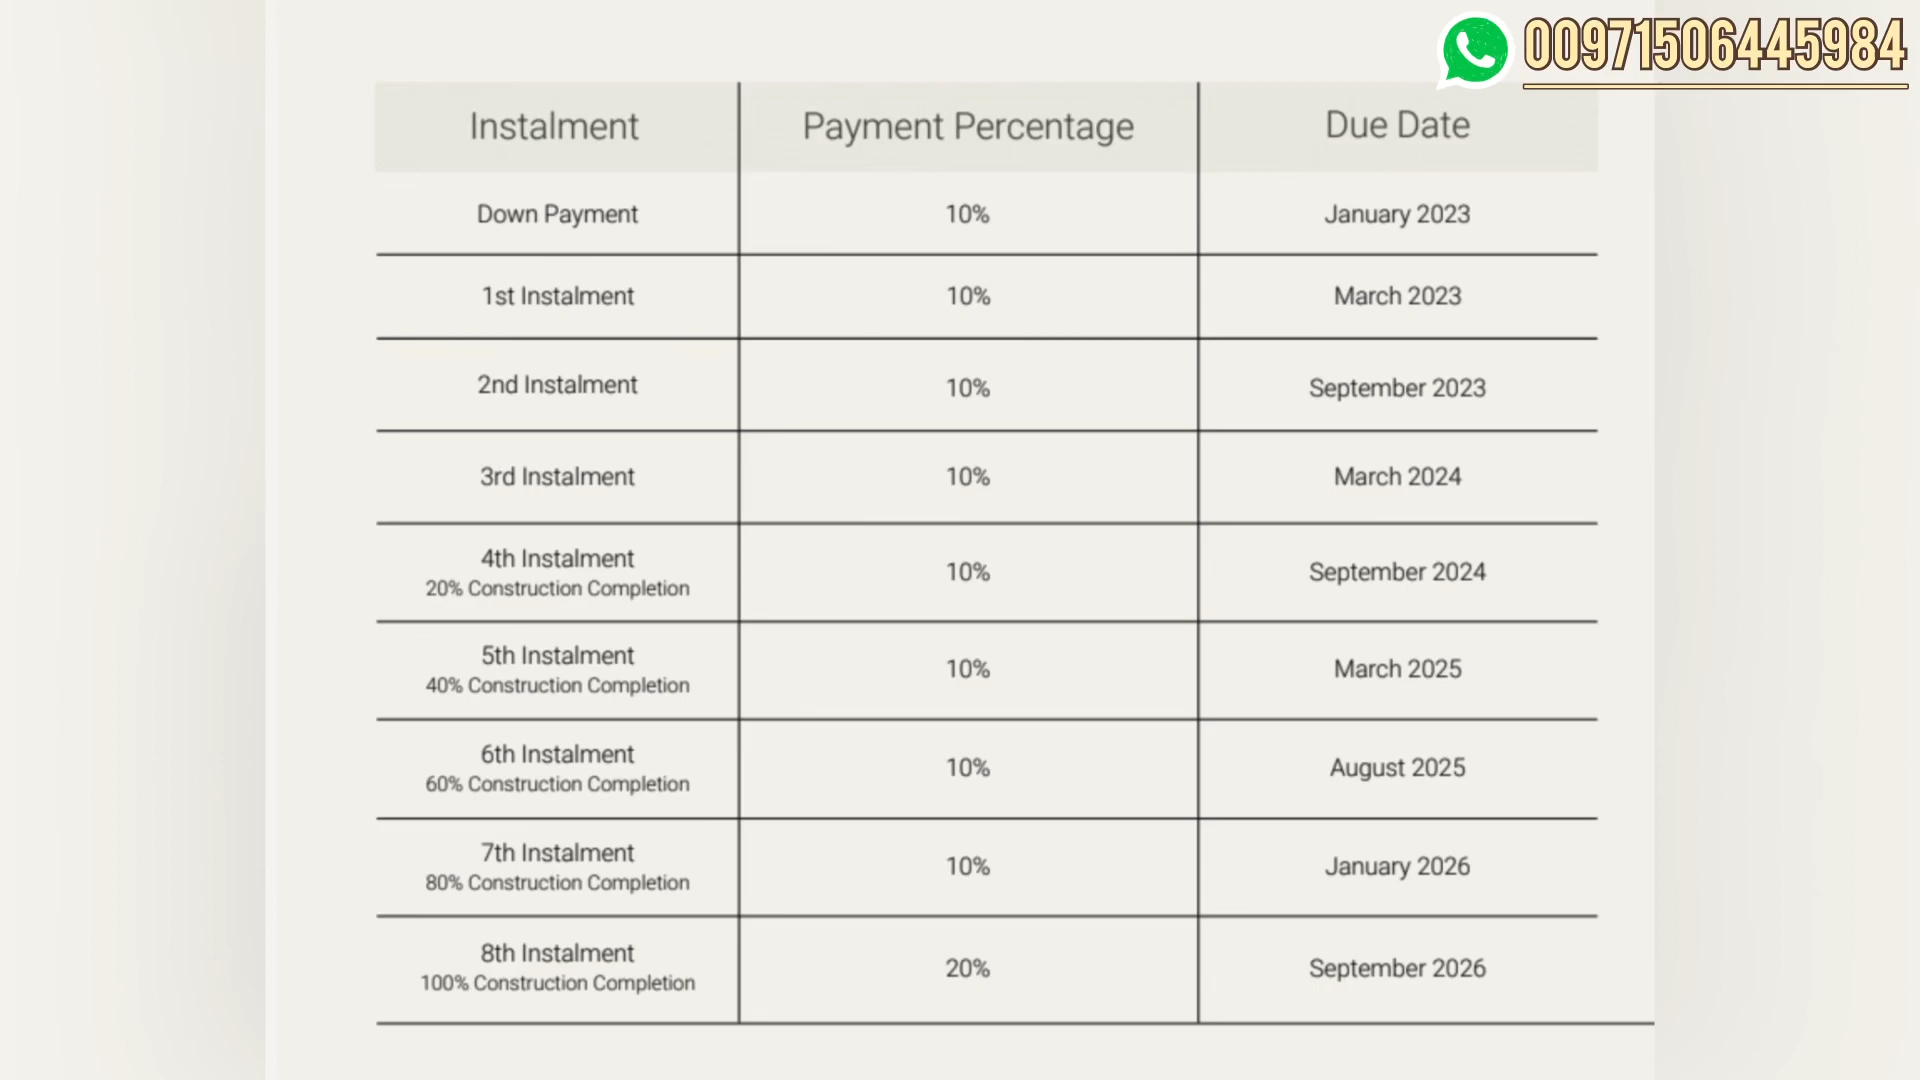 00971506445984
Instalment Payment Percentage Due Date
Down Payment 10% January 2023
1st Instalment 10% March 2023
2nd Instalment 10% September 2023
3rd Instalment 10% March 2024
4th Instalment
20% Construction Completion 10% September 2024
5th Instalment
40% Construction Completion 10% March 2025
6th Instalment
60% Construction Completion 10% August 2025
7th Instalment
80% Construction Completion 10% January 2026
8th Instalment
100% Construction Completion 20% September 2026